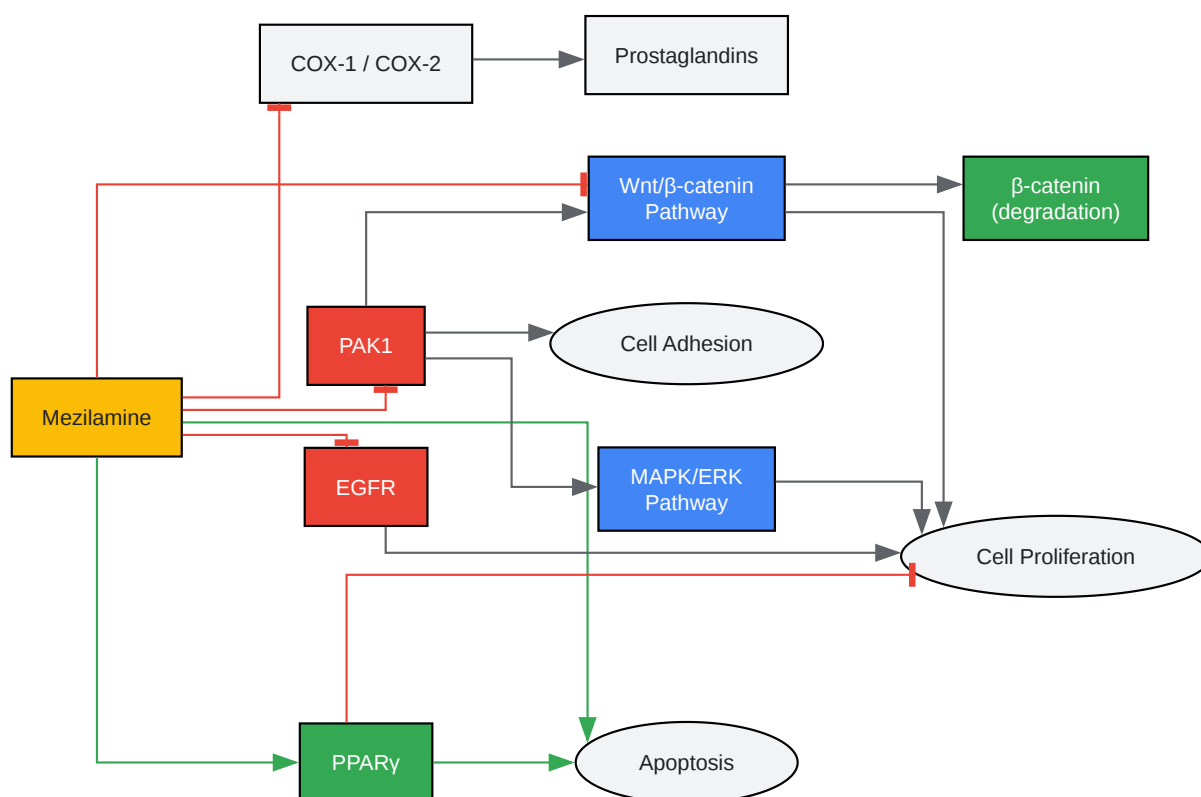 COX-1 / COX-2
Prostaglandins
Wnt/β-catenin
Pathway
β-catenin
(degradation)
PAK1
Cell Adhesion
Mezilamine
EGFR
MAPK/ERK
Pathway
Cell Proliferation
PPARγ
Apoptosis